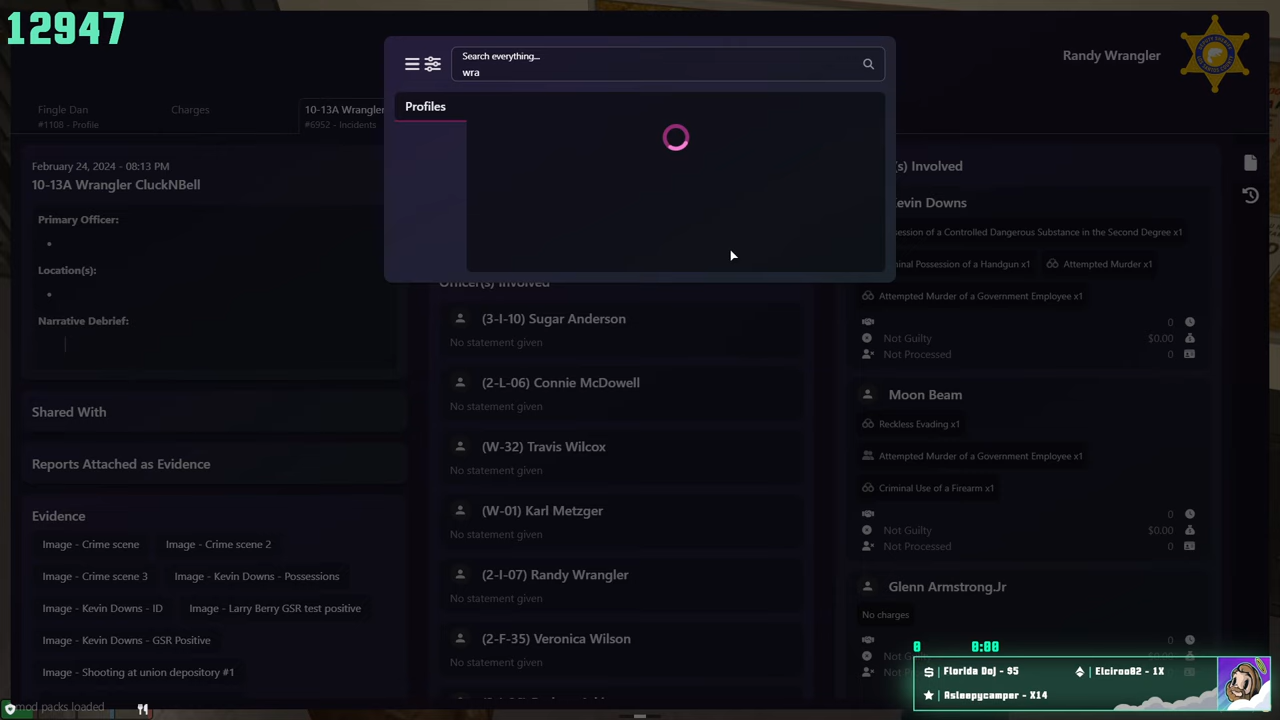 12947
Search everything...
wra
Profiles
Randy Wrangler
Fingle Dan
#1108 - Profile
Charges
10-13A Wrangler
#6952 - Incidents
February 24, 2024 - 08:13 PM
10-13A Wrangler CluckNBell
Primary Officer:
Location(s):
Narrative Debrief:
Shared With
Reports Attached as Evidence
Evidence
Image - Crime scene
Image - Crime scene 2
Image - Crime scene 3
Image - Kevin Downs - Possessions
Image - Kevin Downs - ID
Image - Larry Berry GSR test positive
Image - Kevin Downs - GSR Positive
Image - Shooting at union depository #1
mod packs loaded
Officer(s) Involved
(3-I-10) Sugar Anderson
No statement given
(2-L-06) Connie McDowell
No statement given
(W-32) Travis Wilcox
No statement given
(W-01) Karl Metzger
No statement given
(2-I-07) Randy Wrangler
No statement given
(2-F-35) Veronica Wilson
No statement given
(s) Involved
evin Downs
session of a Controlled Dangerous Substance in the Second Degree x1
inal Possession of a Handgun x1
Attempted Murder x1
Attempted Murder of a Government Employee x1
0
Not Guilty
$0.00
Not Processed
0
Moon Beam
Reckless Evading x1
Attempted Murder of a Government Employee x1
Criminal Use of a Firearm x1
0
Not Guilty
$0.00
Not Processed
0
Glenn Armstrong.Jr
No charges
0 0:00
Florida Doj - 95
Elciroo82 - 1X
Asleepycamper - X14